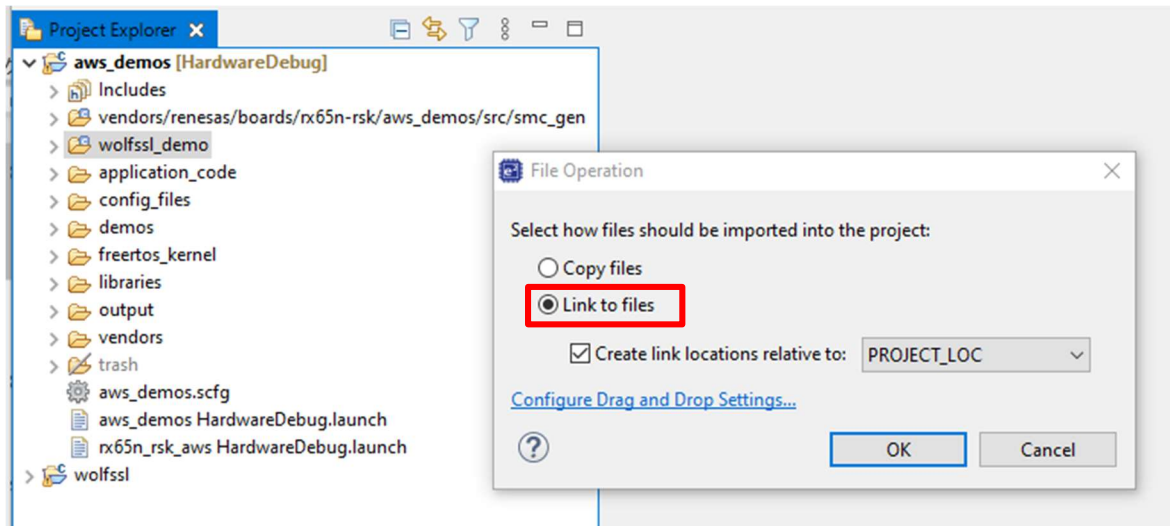 Project Explorer
aws_demos [HardwareDebug]
Includes
vendors/renesas/boards/rx65n-rsk/aws_demos/src/smc_gen
wolfssl_demo
application_code
config_files
demos
freertos_kernel
libraries
output
vendors
trash
aws_demos.scfg
aws_demos HardwareDebug.launch
rx65n_rsk_aws HardwareDebug.launch
wolfssl
File Operation
Select how files should be imported into the project:
Copy files
Link to files
Create link locations relative to: PROJECT_LOC
Configure Drag and Drop Settings...
OK Cancel